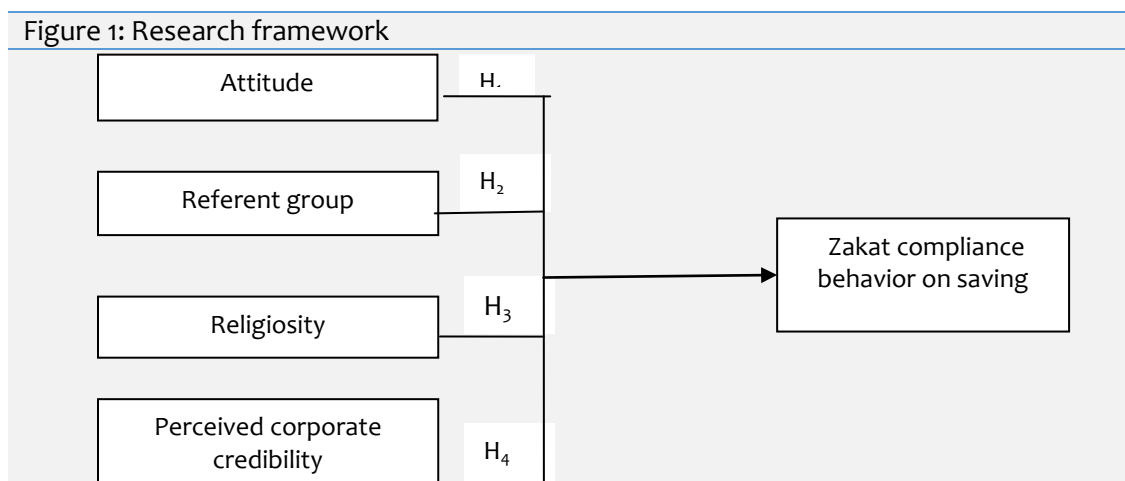 Figure 1: Research framework
Attitude
H
Referent group
H₂
Zakat compliance
behavior on saving
Religiosity
H₃
Perceived corporate
credibility
H₄